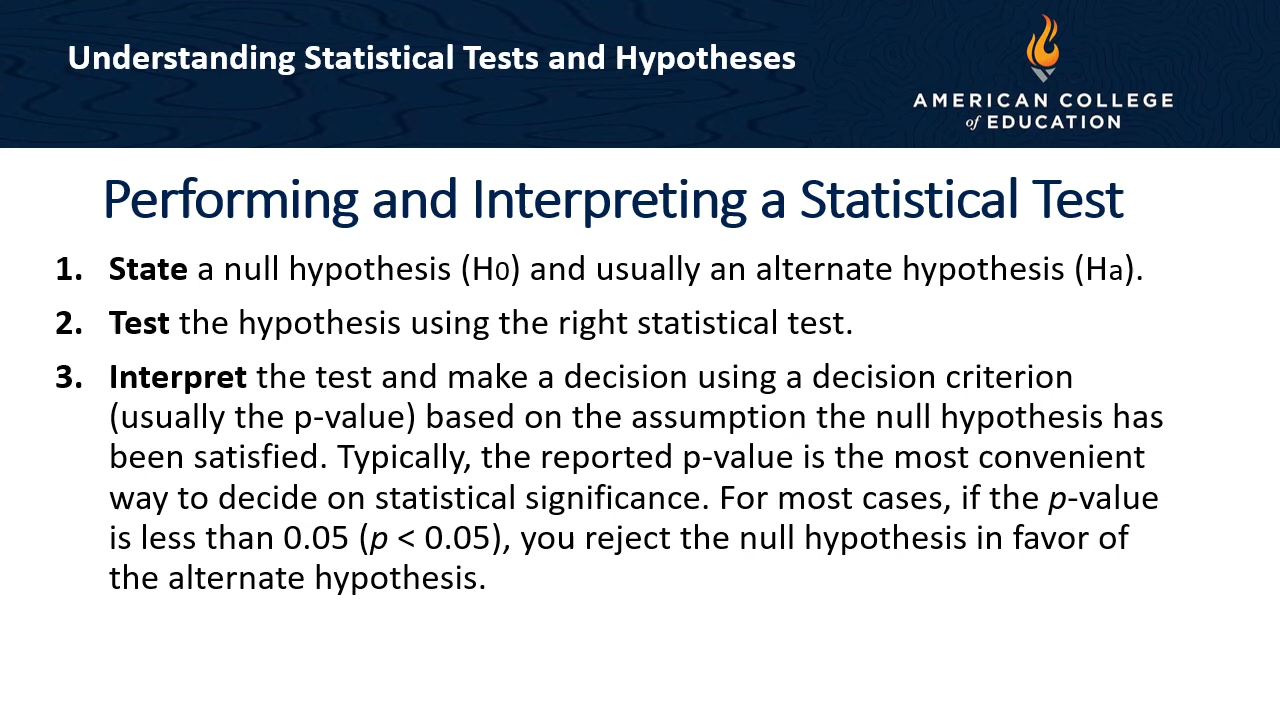 Understanding Statistical Tests and Hypotheses
AMERICAN COLLEGE
of EDUCATION
Performing and Interpreting a Statistical Test
1. State a null hypothesis (H0) and usually an alternate hypothesis (Ha).
2. Test the hypothesis using the right statistical test.
3. Interpret the test and make a decision using a decision criterion
(usually the p-value) based on the assumption the null hypothesis has
been satisfied. Typically, the reported p-value is the most convenient
way to decide on statistical significance. For most cases, if the p-value
is less than 0.05 (p < 0.05), you reject the null hypothesis in favor of
the alternate hypothesis.